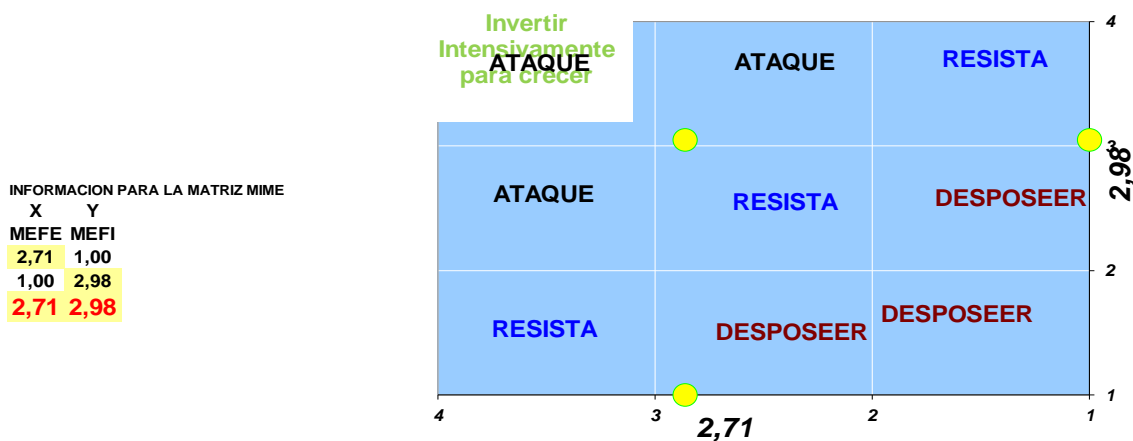 INFORMACION PARA LA MATRIZ MIME
X Y
MEFE MEFI
2,71 1,00
1,00 2,98
2,71 2,98
Invertir
Intensivamente
para crecer
ATAQUE ATAQUE RESISTA
ATAQUE RESISTA DESPOSEER
RESISTA DESPOSEER DESPOSEER
4
3
2
1
2,98
4 3 2 1
2,71